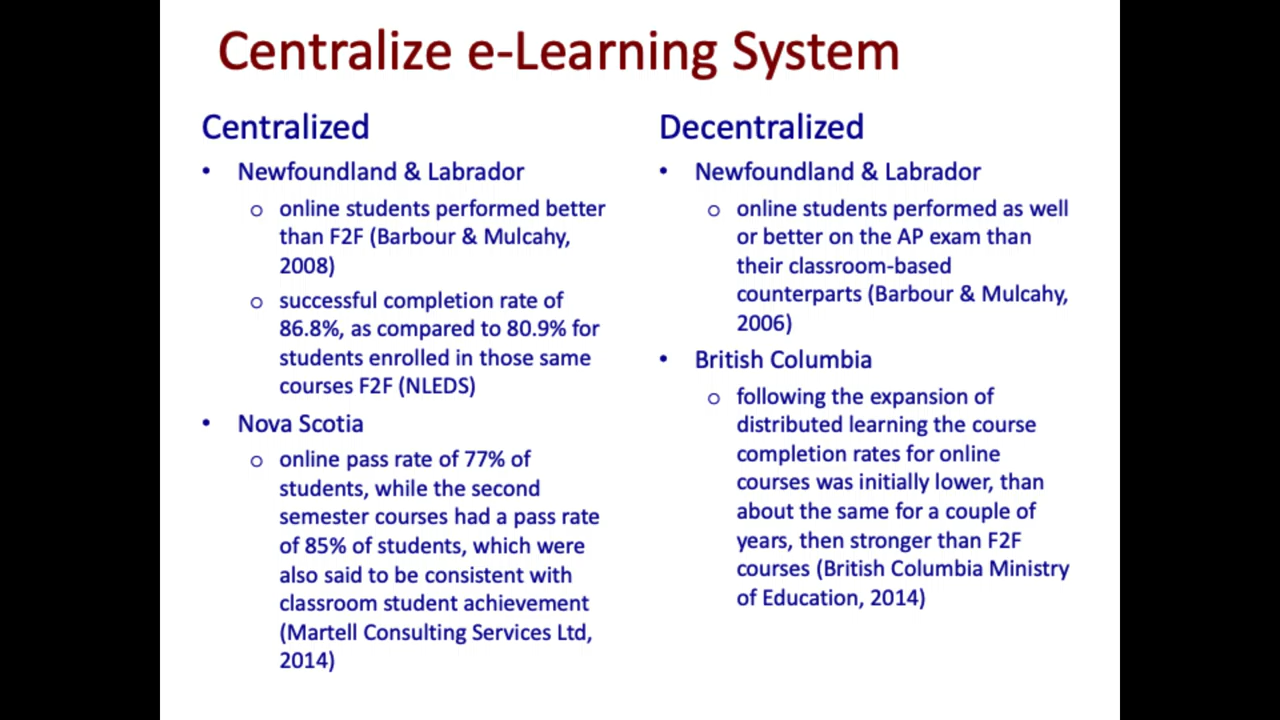 Centralize e-Learning System
Centralized
• Newfoundland & Labrador
o online students performed better
than F2F (Barbour & Mulcahy,
2008)
o successful completion rate of
86.8%, as compared to 80.9% for
students enrolled in those same
courses F2F (NLEDS)
• Nova Scotia
o online pass rate of 77% of
students, while the second
semester courses had a pass rate
of 85% of students, which were
also said to be consistent with
classroom student achievement
(Martell Consulting Services Ltd,
2014)
Decentralized
• Newfoundland & Labrador
o online students performed as well
or better on the AP exam than
their classroom-based
counterparts (Barbour & Mulcahy,
2006)
• British Columbia
o following the expansion of
distributed learning the course
completion rates for online
courses was initially lower, than
about the same for a couple of
years, then stronger than F2F
courses (British Columbia Ministry
of Education, 2014)